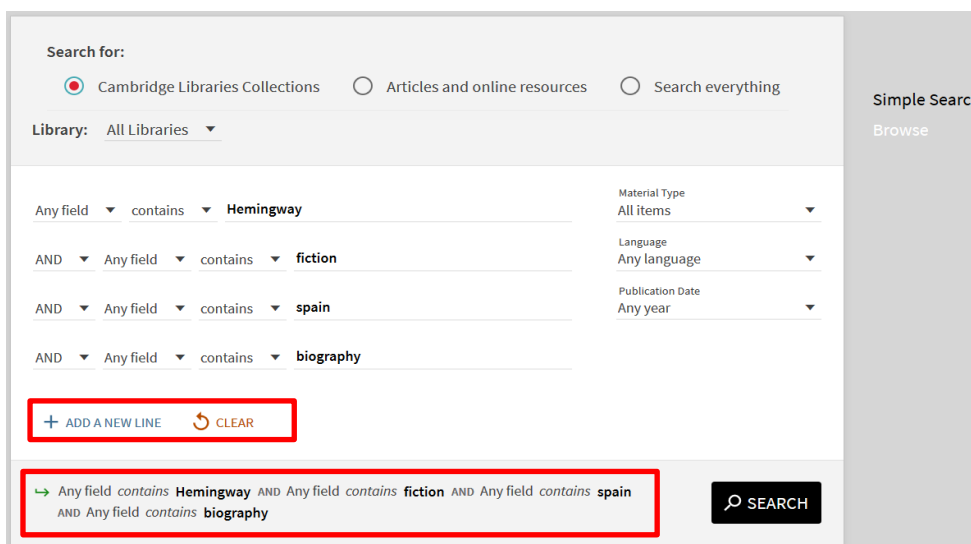 Search for:
Cambridge Libraries Collections Articles and online resources Search everything
Library: All Libraries
Simple Searc
Browse
Any field contains Hemingway
AND Any field contains fiction
AND Any field contains spain
AND Any field contains biography
Material Type
All items
Language
Any language
Publication Date
Any year
+ ADD A NEW LINE CLEAR
Any field contains Hemingway AND Any field contains fiction AND Any field contains spain
AND Any field contains biography
SEARCH